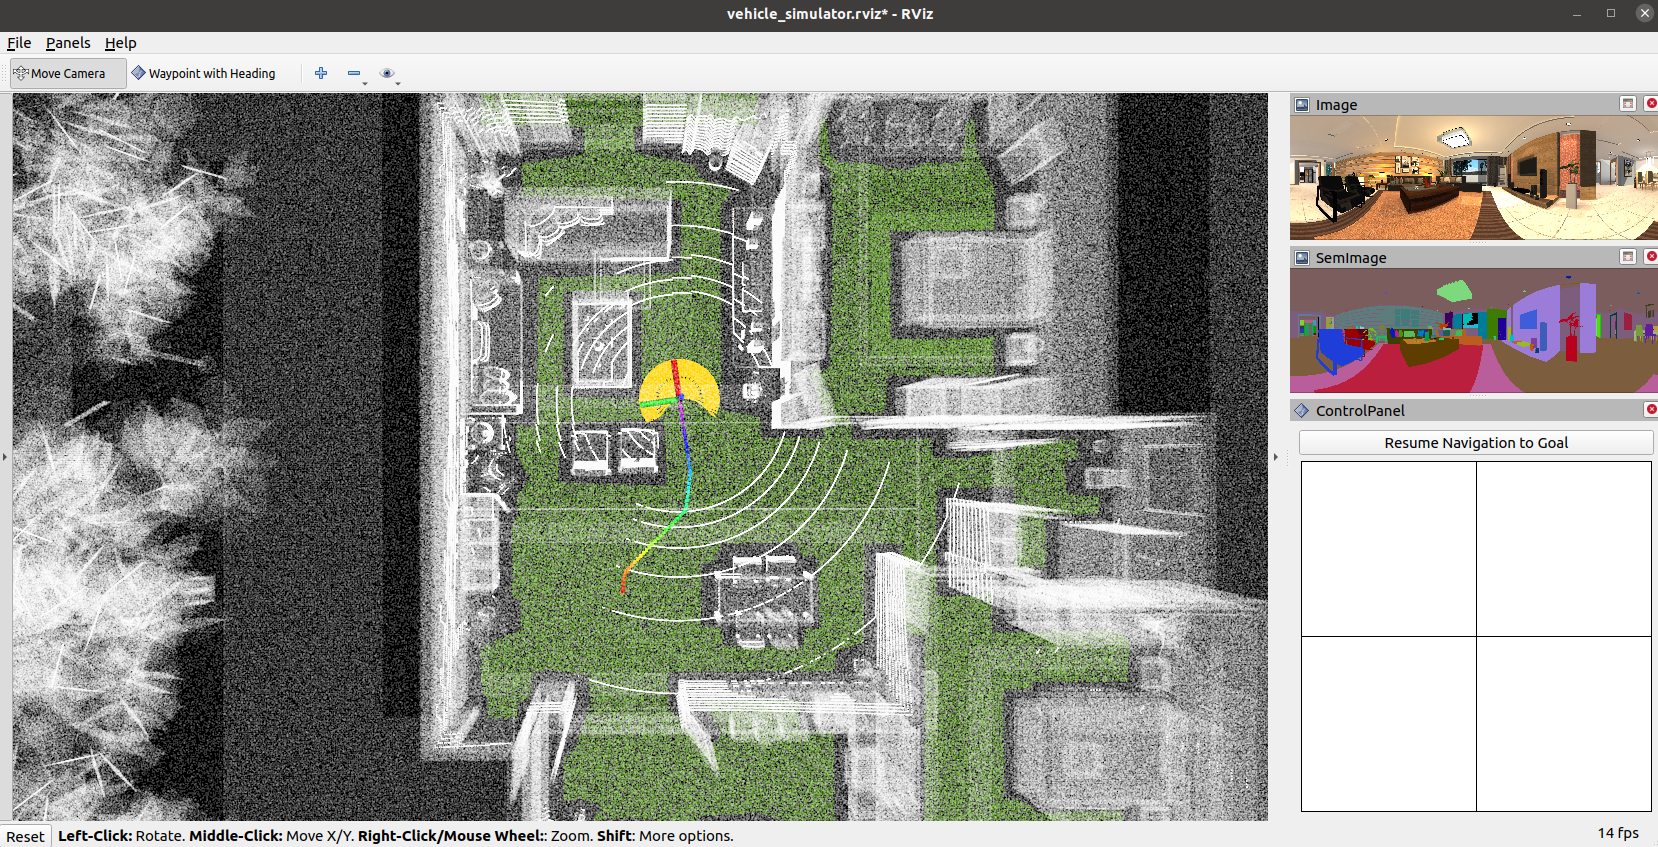 vehicle_simulator.rviz* - RViz
File Panels Help
Move Camera Waypoint with Heading
Image
SemImage
ControlPanel
Resume Navigation to Goal
Reset Left-Click: Rotate. Middle-Click: Move X/Y. Right-Click/Mouse Wheel:: Zoom. Shift: More options.
14 fps